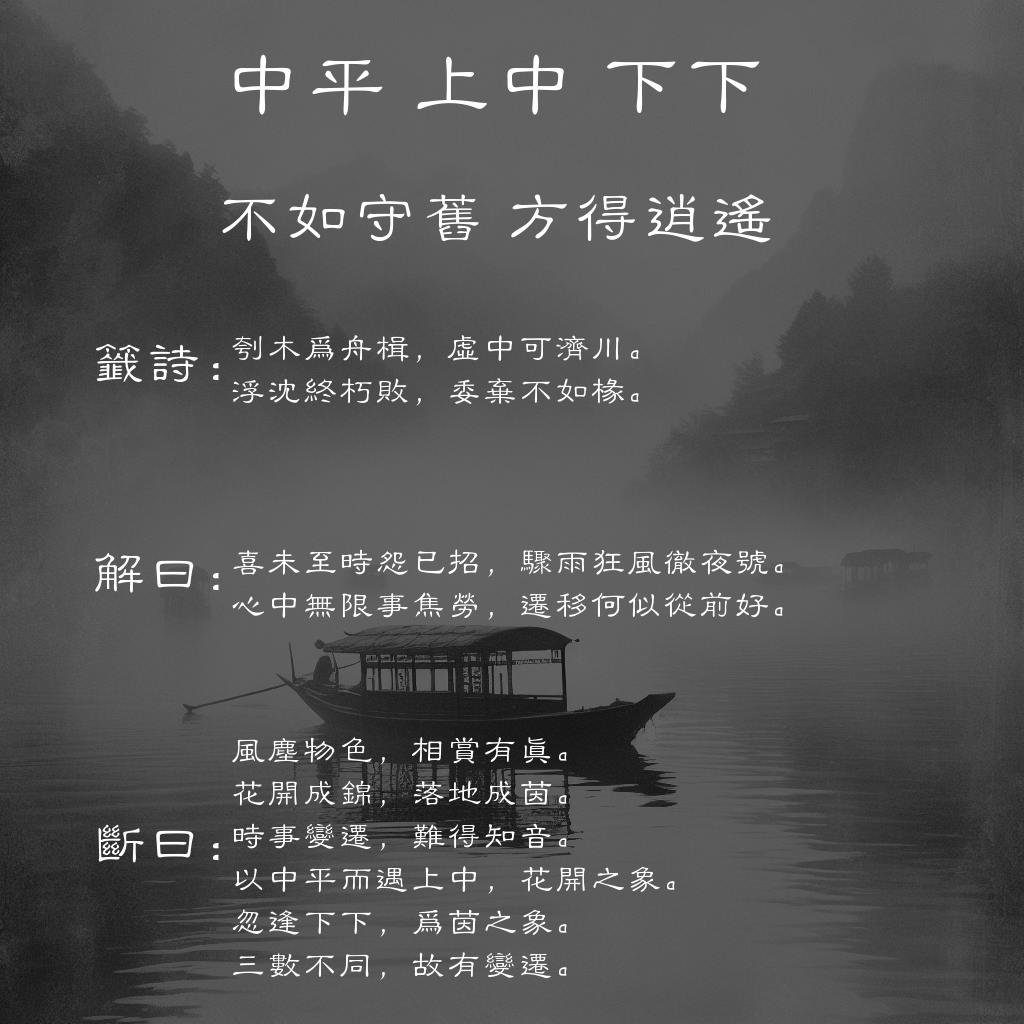 中平 上中 下下
不如守舊 方得逍遙
籤詩:
刳木爲舟楫，虛中可濟川。
浮沈終朽敗，委棄不如椽。
解曰:
喜未至時怨已招，驟雨狂風徹夜號。
心中無限事焦勞，遷移何似從前好。
斷曰:
風塵物色，相賞有眞。
花開成錦，落地成茵。
時事變遷，難得知音。
以中平而遇上中，花開之象。
忽逢下下，爲茵之象。
三數不同，故有變遷。